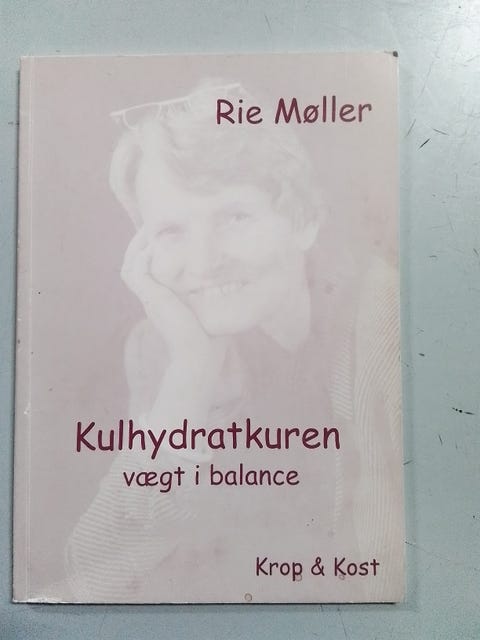 Rie Møller
Kulhydratkuren
vægt i balance
Krop & Kost